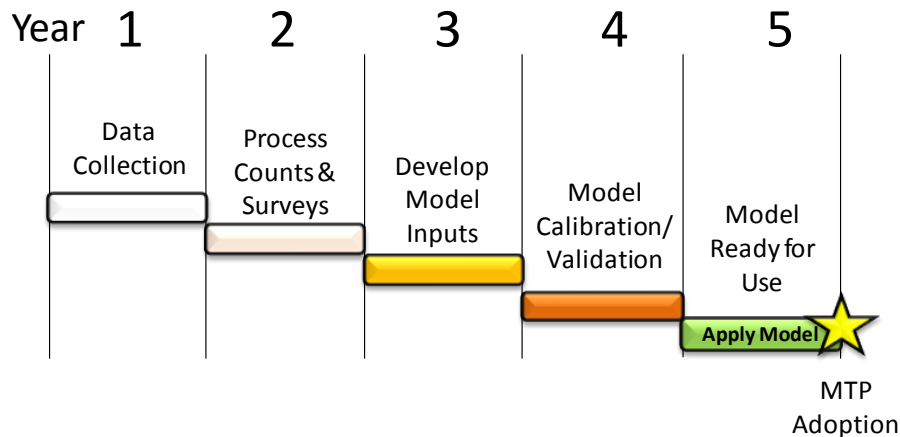 Year 1 2 3 4 5
Data
Collection
Process
Counts &
Surveys
Develop
Model
Inputs
Model
Calibration/
Validation
Model
Ready for
Use
Apply Model
MTP
Adoption